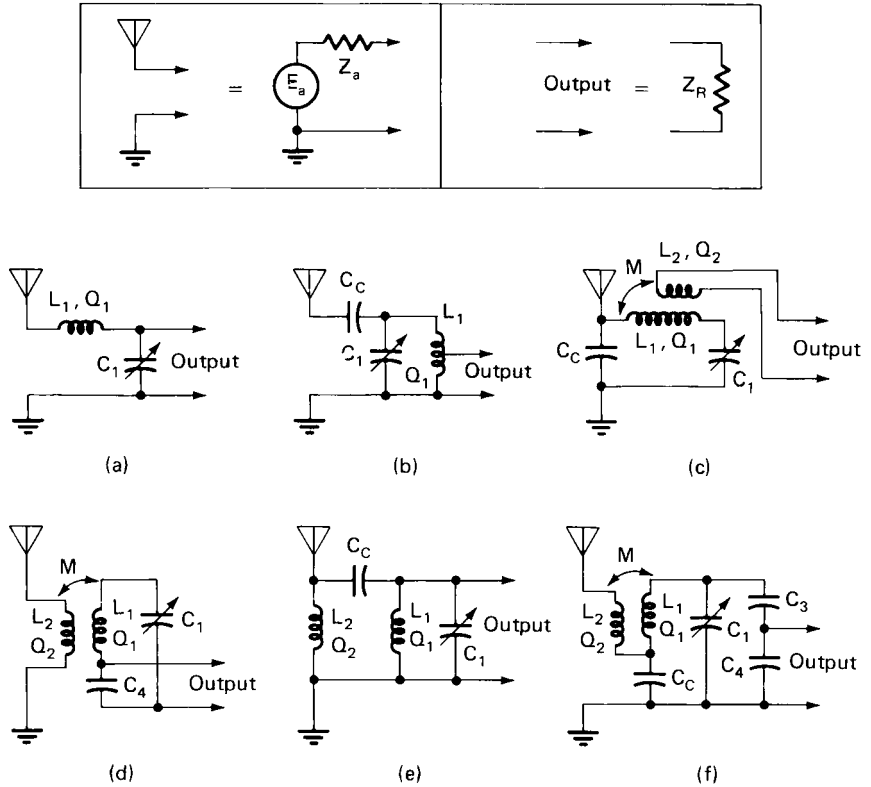 E_a
Z_a
=
Output = Z_R
L_1, Q_1
C_1
Output
(a)
C_C
L_1
C_1
Q_1
Output
(b)
L_2, Q_2
M
C_C
L_1, Q_1
C_1
Output
(c)
M
L_2
Q_2
L_1
Q_1
C_1
C_4
Output
(d)
C_C
L_2
Q_2
L_1
Q_1
C_1
Output
(e)
M
L_2
Q_2
L_1
Q_1
C_1
C_3
C_4
Output
C_C
(f)